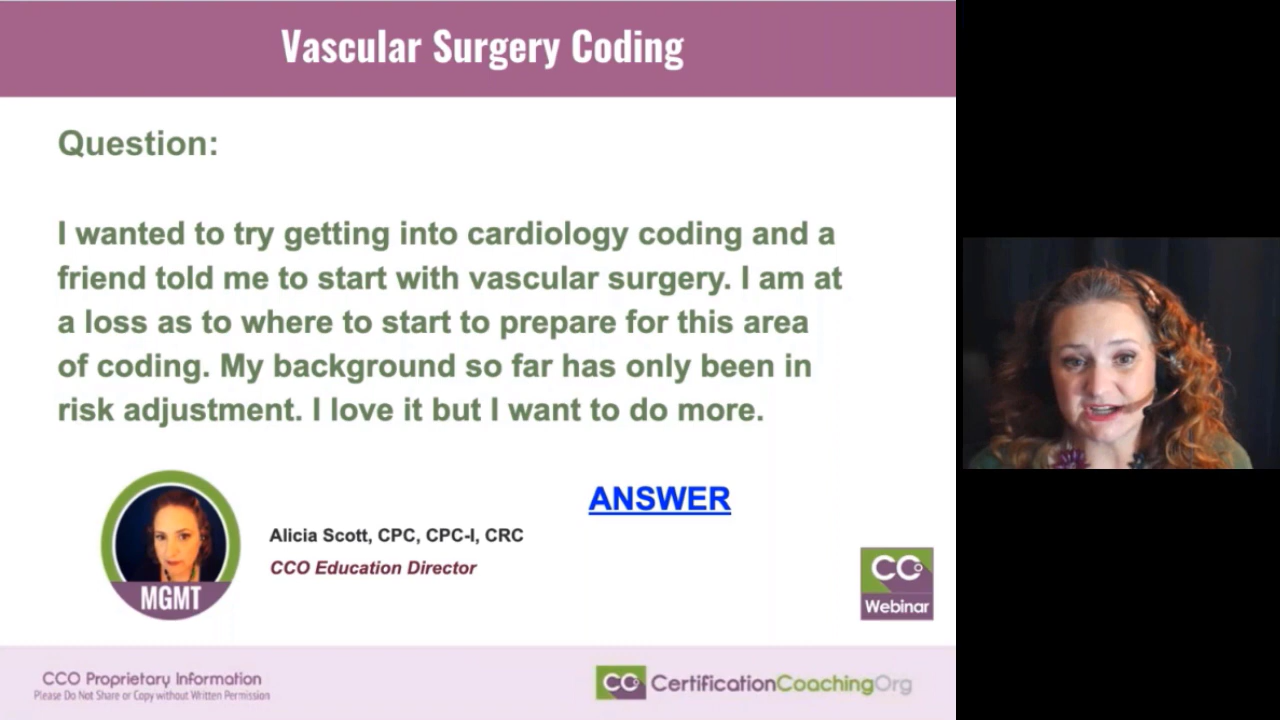 Vascular Surgery Coding
Question:
I wanted to try getting into cardiology coding and a
friend told me to start with vascular surgery. I am at
a loss as to where to start to prepare for this area
of coding. My background so far has only been in
risk adjustment. I love it but I want to do more.
ANSWER
Alicia Scott, CPC, CPC-I, CRC
CCO Education Director
MGMT
CCO
Webinar
CCO Proprietary Information
Please Do Not Share or Copy without Written Permission
CCO CertificationCoachingOrg